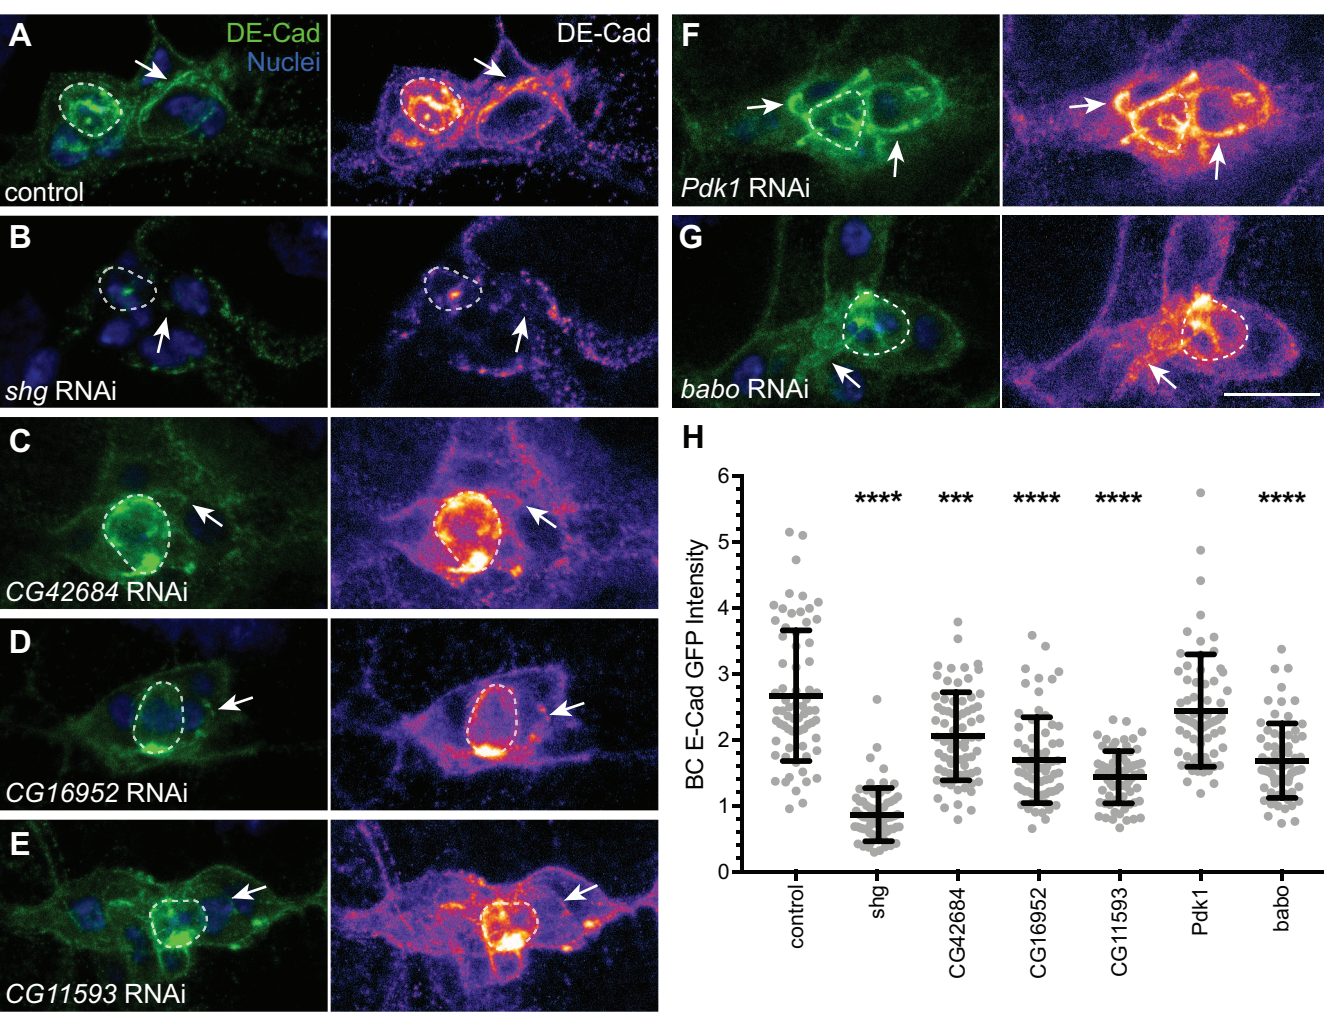 A
DE-Cad
Nuclei
control
DE-Cad
B
shg RNAi
C
CG42684 RNAi
D
CG16952 RNAi
E
CG11593 RNAi
F
Pdk1 RNAi
G
babo RNAi
H
BC E-Cad GFP Intensity
6
5
4
3
2
1
0
****
***
****
****
****
control
shg
CG42684
CG16952
CG11593
Pdk1
babo